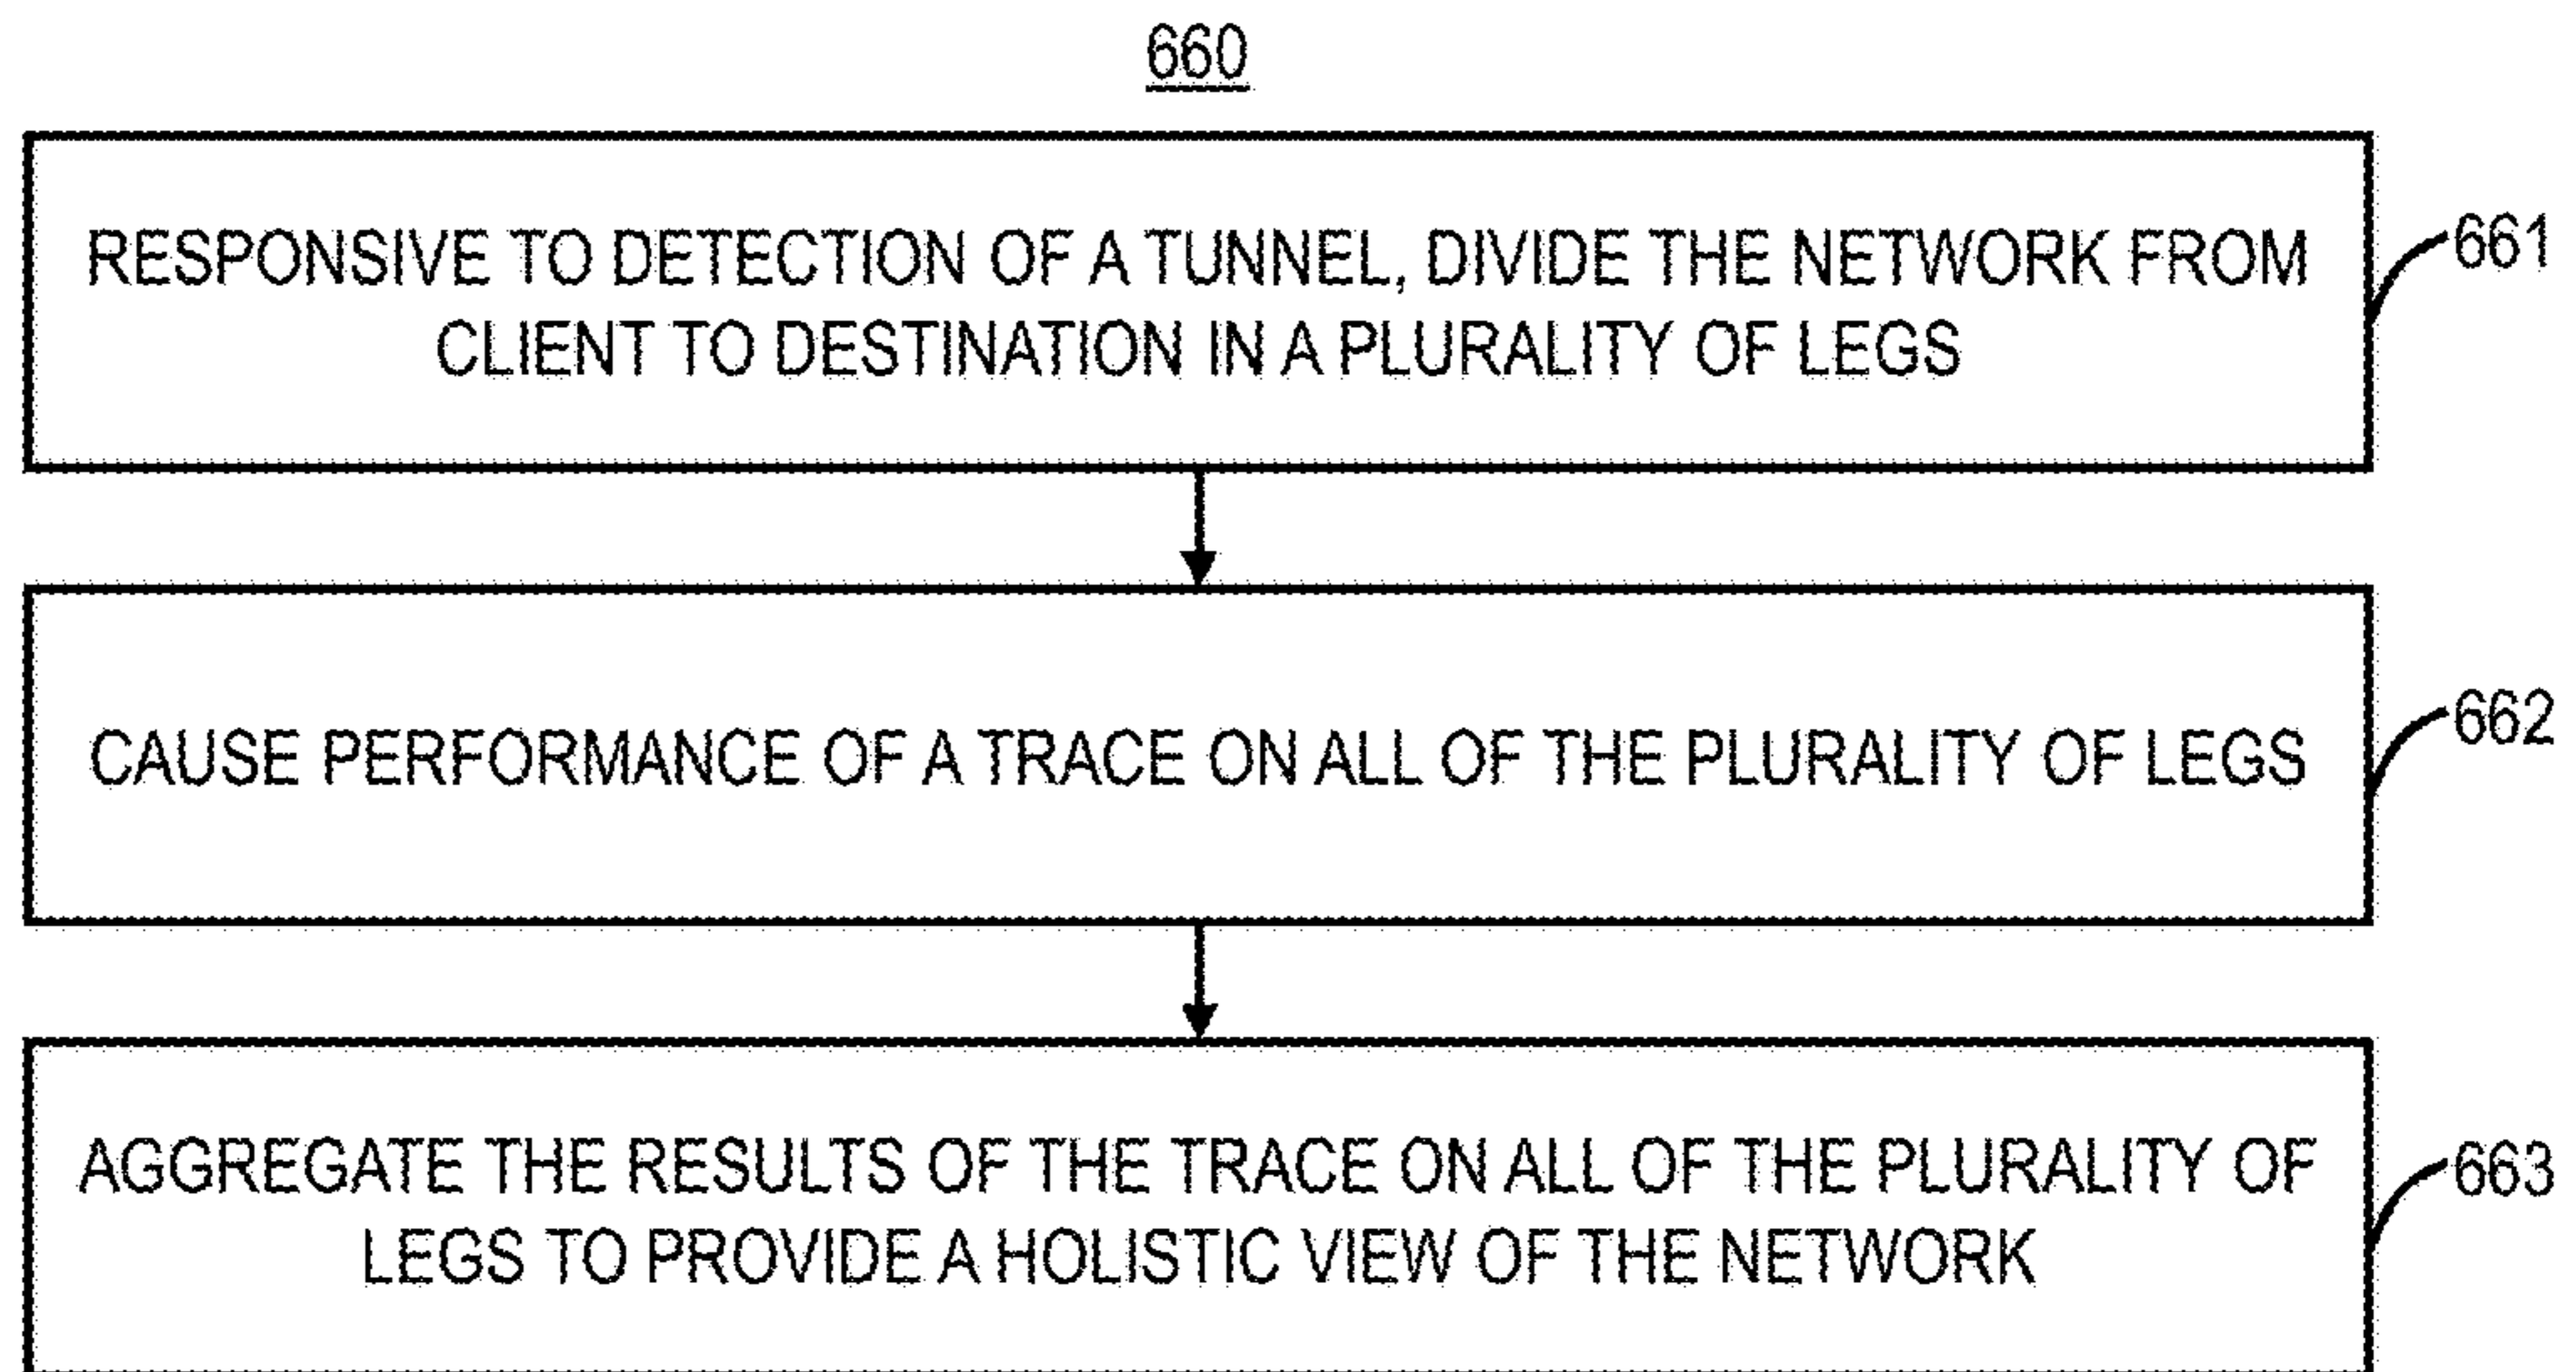 660
RESPONSIVE TO DETECTION OF A TUNNEL, DIVIDE THE NETWORK FROM
CLIENT TO DESTINATION IN A PLURALITY OF LEGS
661
CAUSE PERFORMANCE OF A TRACE ON ALL OF THE PLURALITY OF LEGS
662
AGGREGATE THE RESULTS OF THE TRACE ON ALL OF THE PLURALITY OF
LEGS TO PROVIDE A HOLISTIC VIEW OF THE NETWORK
663